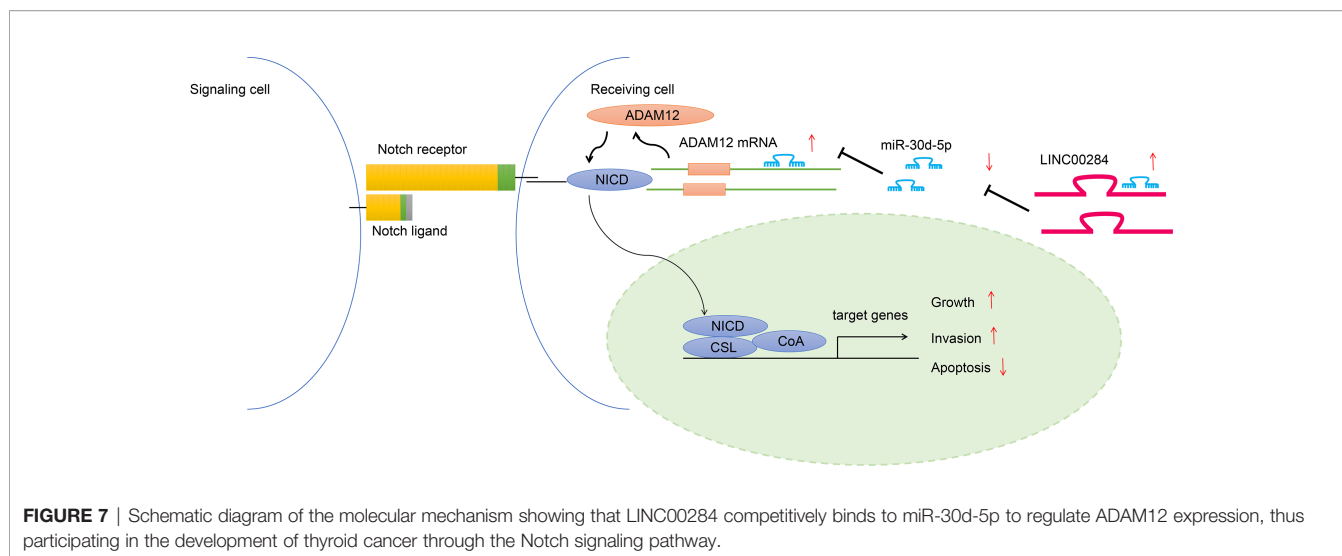 Signaling cell
Receiving cell
ADAM12
Notch receptor
ADAM12 mRNA
miR-30d-5p
LINC00284
NICD
Notch ligand
target genes
Growth
NICD
CSL
CoA
Invasion
Apoptosis
FIGURE 7 | Schematic diagram of the molecular mechanism showing that LINC00284 competitively binds to miR-30d-5p to regulate ADAM12 expression, thus
participating in the development of thyroid cancer through the Notch signaling pathway.